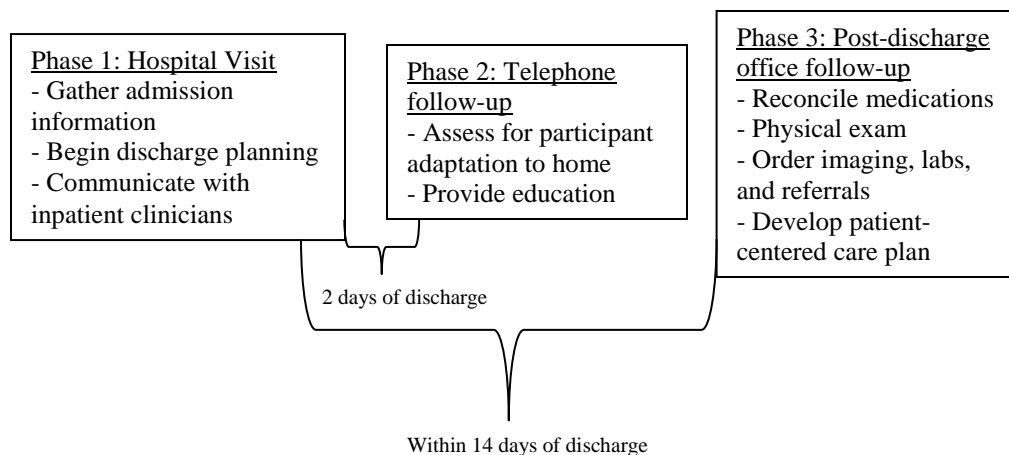 Phase 1: Hospital Visit
- Gather admission
information
- Begin discharge planning
- Communicate with
inpatient clinicians
Phase 2: Telephone
follow-up
- Assess for participant
adaptation to home
- Provide education
Phase 3: Post-discharge
office follow-up
- Reconcile medications
- Physical exam
- Order imaging, labs,
and referrals
- Develop patient-
centered care plan
2 days of discharge
Within 14 days of discharge